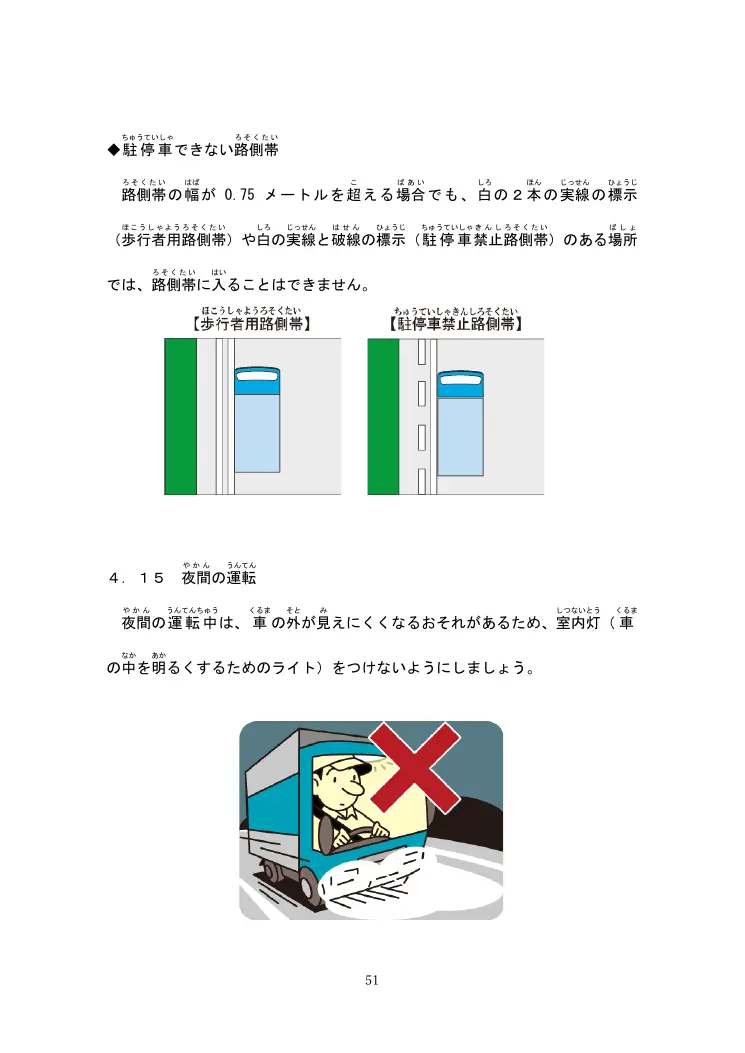 ◆駐停車できない路側帯
路側帯の幅が 0.75 メートルを超える場合でも、白の２本の実線の標示
（歩行者用路側帯）や白の実線と破線の標示（駐停車禁止路側帯）のある場所
では、路側帯に入ることはできません。
【歩行者用路側帯】 【駐停車禁止路側帯】
４．１５　夜間の運転
夜間の運転中は、車の外が見えにくくなるおそれがあるため、室内灯（車
の中を明るくするためのライト）をつけないようにしましょう。
51